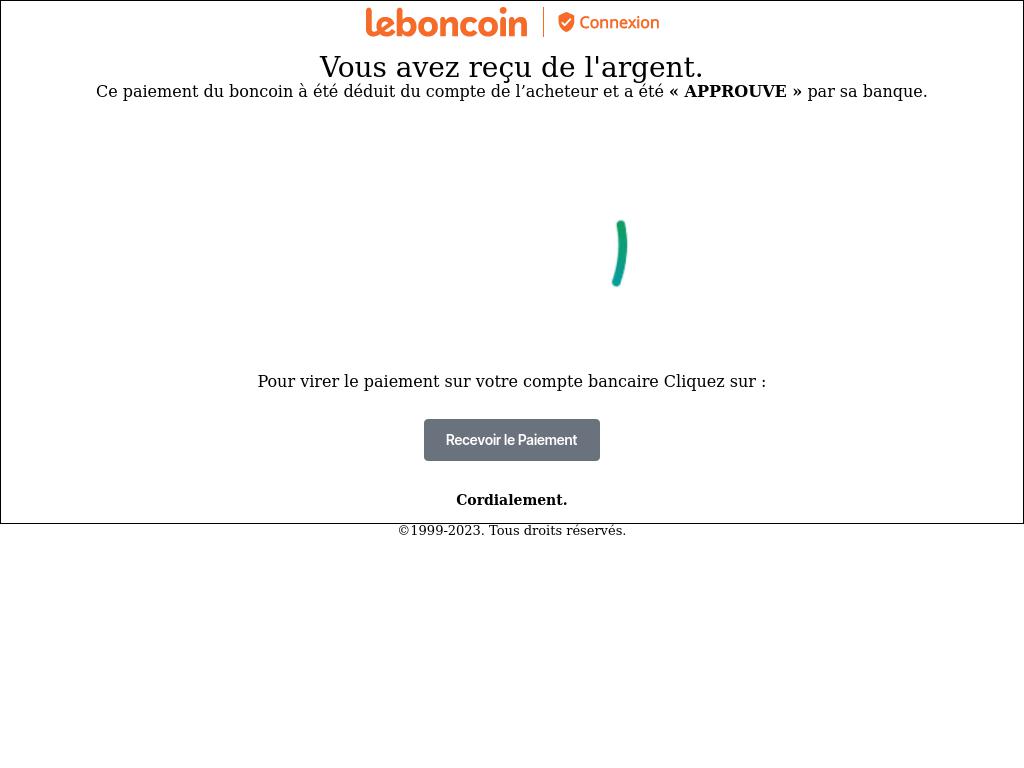 leboncoin Connexion
Vous avez reçu de l'argent.
Ce paiement du boncoin à été déduit du compte de l’acheteur et a été « APPROUVE » par sa banque.
Pour virer le paiement sur votre compte bancaire Cliquez sur :
Recevoir le Paiement
Cordialement.
©1999-2023. Tous droits réservés.